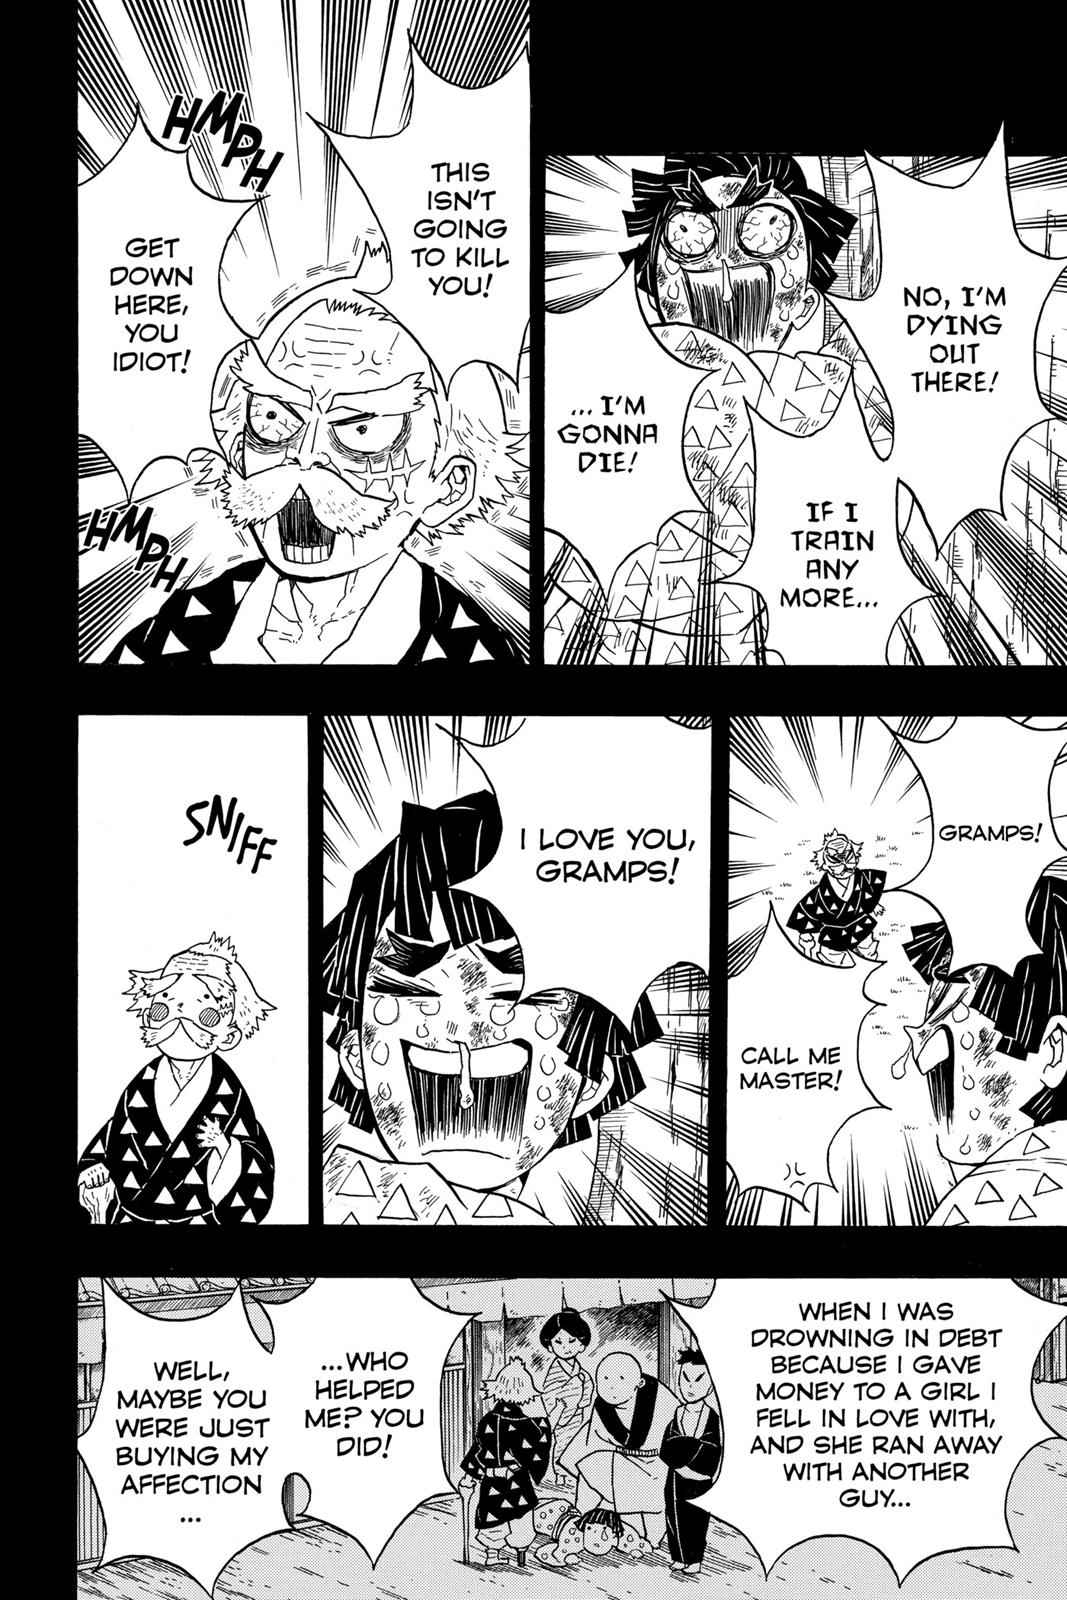 NO, I'M
DYING
OUT
THERE!
IF I
TRAIN
ANY
MORE...
...I'M
GONNA
DIE!
THIS
ISN'T
GOING
TO KILL
YOU!
HMPH
GET
DOWN
HERE,
YOU
IDIOT!
HMPH
GRAMPS!
CALL ME
MASTER!
I LOVE YOU,
GRAMPS!
SNIFF
WHEN I WAS
DROWNING IN DEBT
BECAUSE I GAVE
MONEY TO A GIRL I
FELL IN LOVE WITH,
AND SHE RAN AWAY
WITH ANOTHER
GUY...
...WHO
HELPED
ME? YOU
DID!
WELL,
MAYBE YOU
WERE JUST
BUYING MY
AFFECTION
...